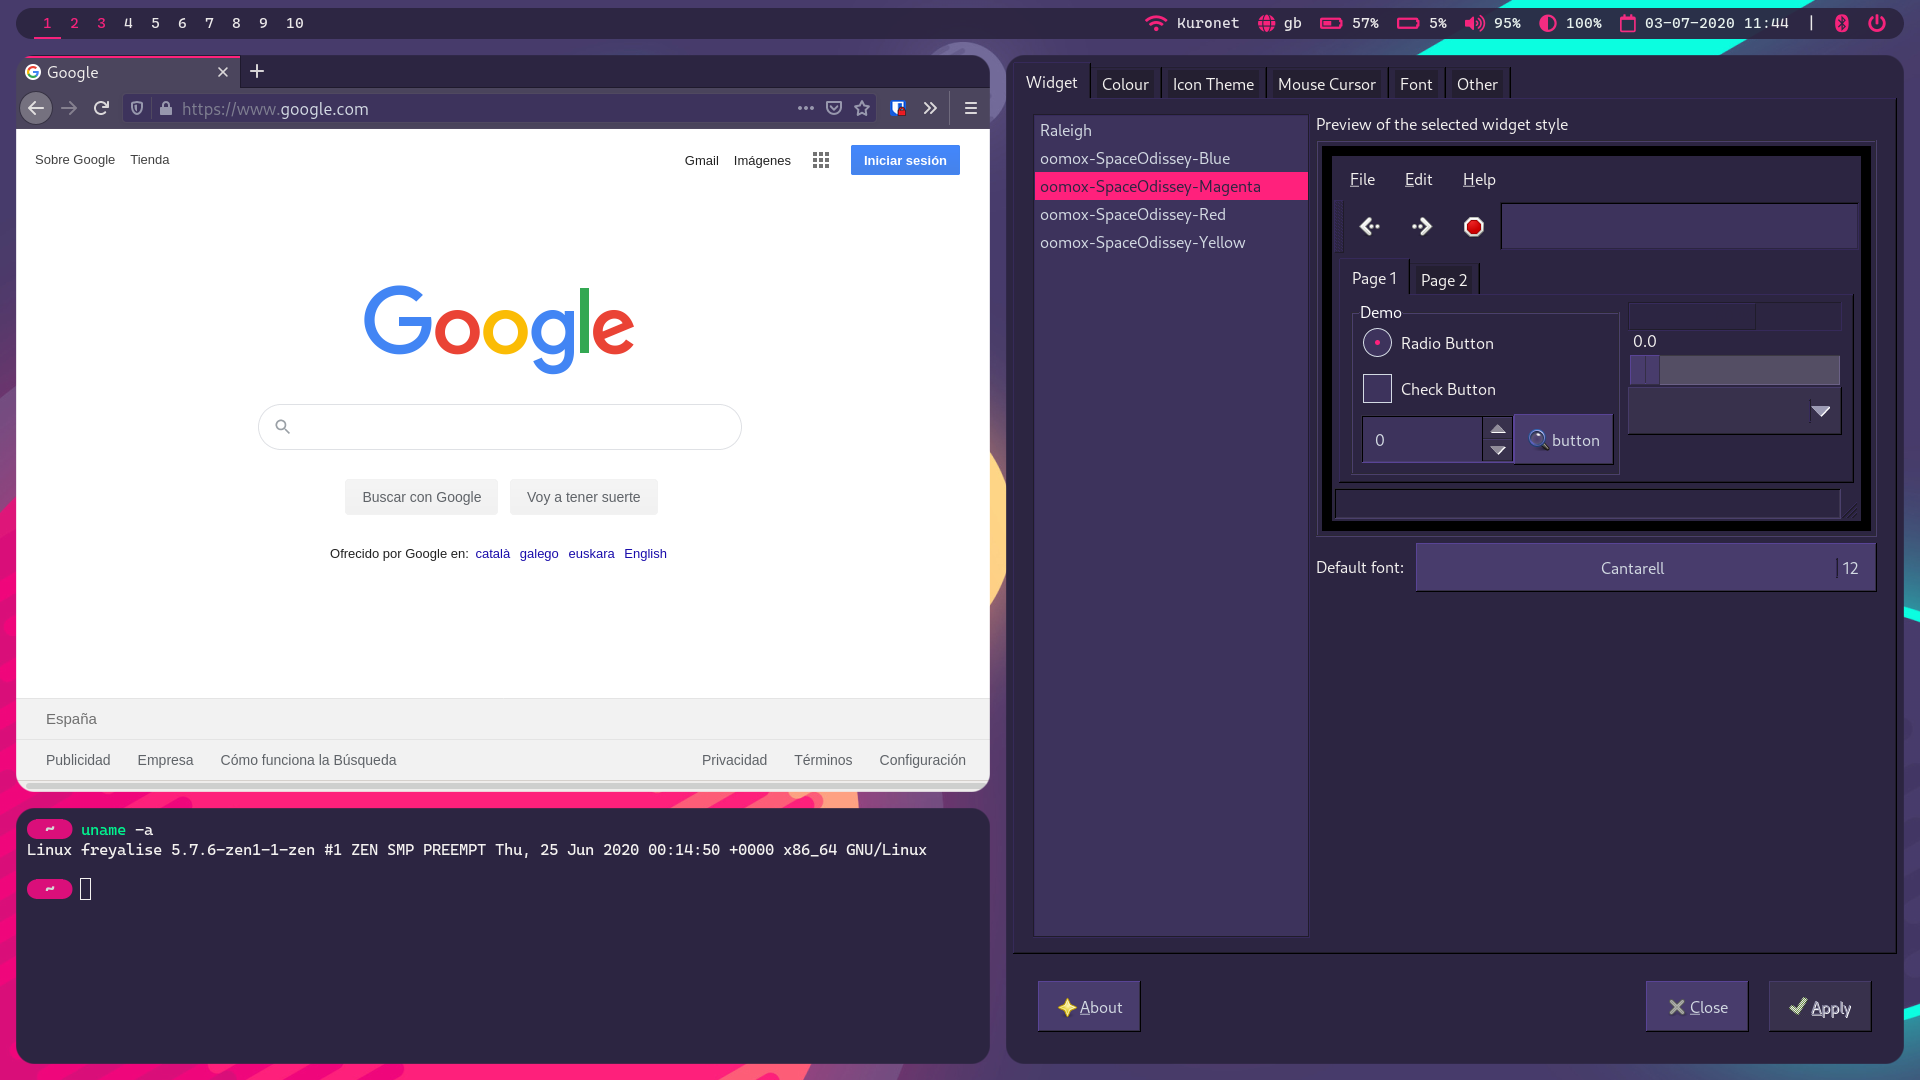 1 2 3 4 5 6 7 8 9 10
Kuronet gb 57% 5% 95% 100% 03-07-2020 11:44 |
Google
https://www.google.com
Sobre Google Tienda Gmail Imágenes Iniciar sesión
Google
Buscar con Google Voy a tener suerte
Ofrecido por Google en: català galego euskara English
España
Publicidad Empresa Cómo funciona la Búsqueda Privacidad Términos Configuración
~ uname -a
Linux freyalise 5.7.6-zen1-1-zen #1 ZEN SMP PREEMPT Thu, 25 Jun 2020 00:14:50 +0000 x86_64 GNU/Linux
~
Widget Colour Icon Theme Mouse Cursor Font Other
Raleigh
oomox-SpaceOdissey-Blue
oomox-SpaceOdissey-Magenta
oomox-SpaceOdissey-Red
oomox-SpaceOdissey-Yellow
Preview of the selected widget style
File Edit Help
Page 1 Page 2
Demo
Radio Button
Check Button
0 button
0.0
Default font: Cantarell 12
About Close Apply